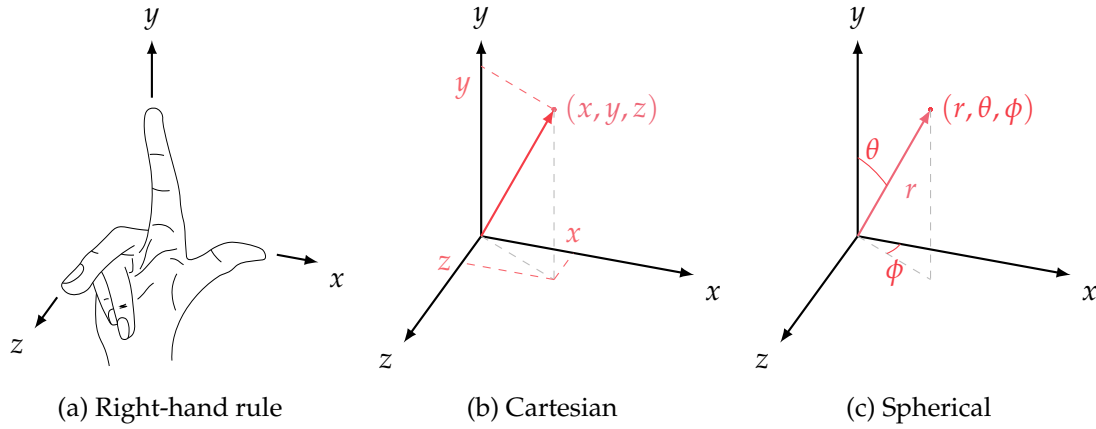 y
x
z
(a) Right-hand rule
y
y
(x, y, z)
x
z
x
z
(b) Cartesian
y
(r, θ, ϕ)
θ
r
ϕ
x
z
(c) Spherical